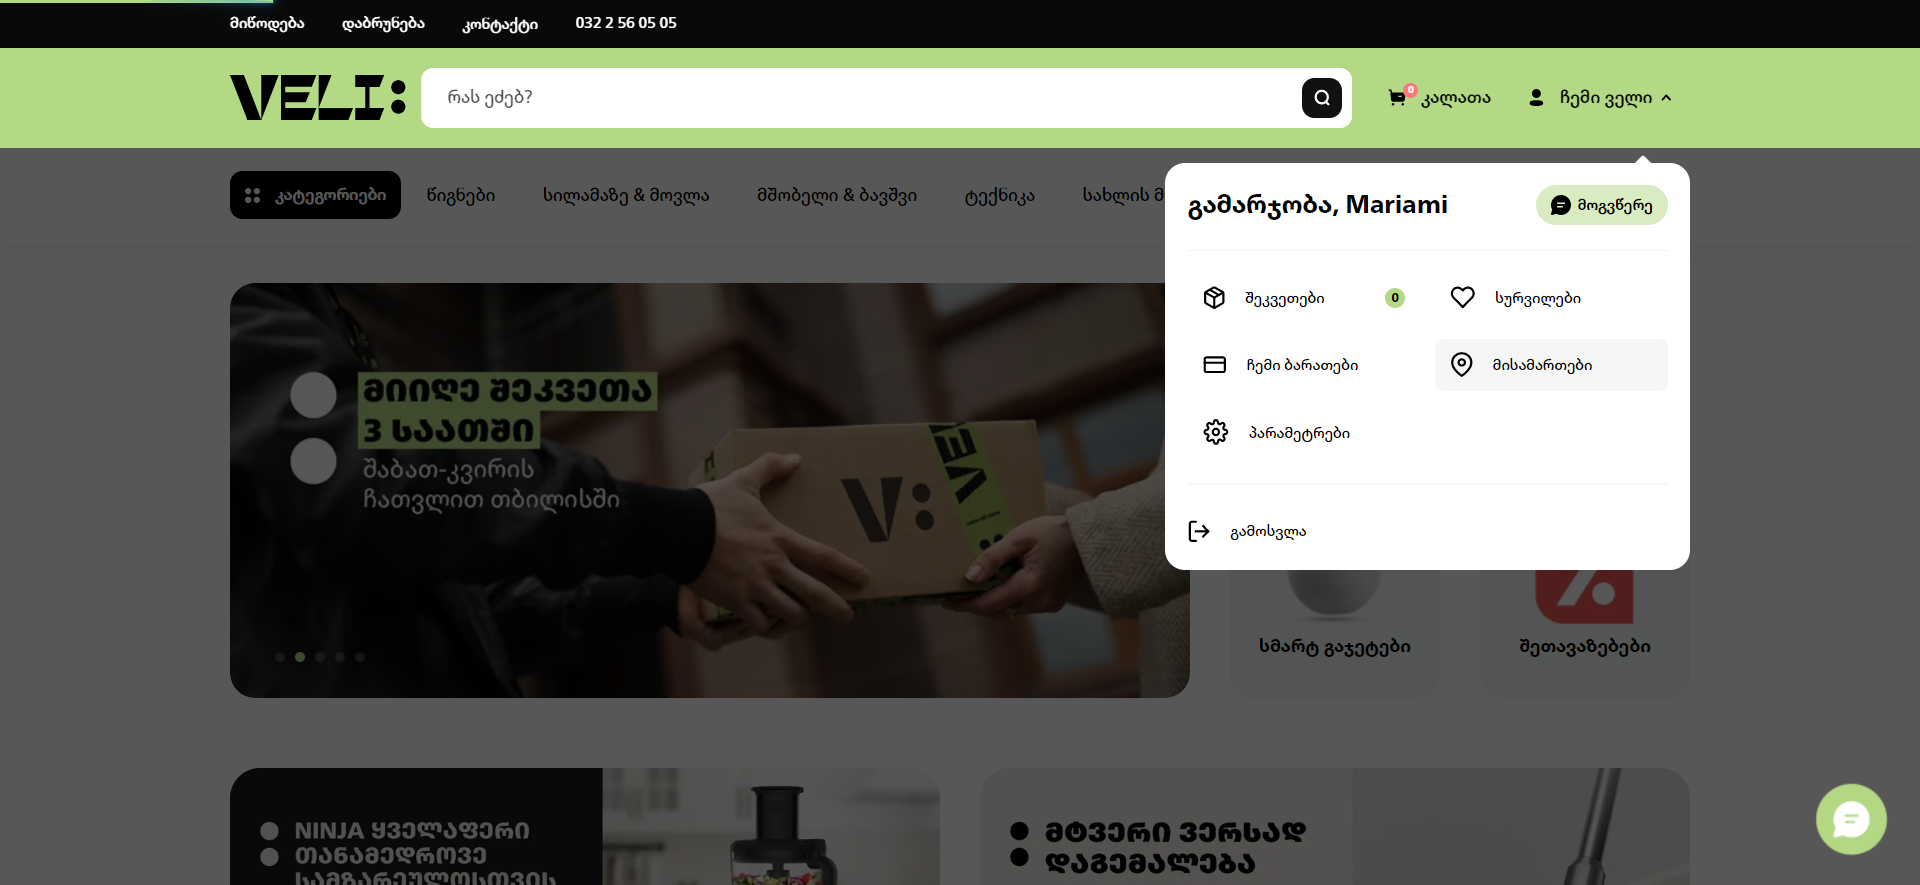 მიწოდება
დაბრუნება
კონტაქტი
032 2 56 05 05
VELI:
რას ეძებ?
0
კალათა
ჩემი ველი
კატეგორიები
წიგნები
სილამაზე & მოვლა
მშობელი & ბავშვი
ტექნიკა
სახლის მ
გამარჯობა, Mariami
მოგვწერე
შეკვეთები
0
სურვილები
ჩემი ბარათები
მისამართები
პარამეტრები
გამოსვლა
მიიღე შეკვეთა
3 საათში
შაბათ-კვირის
ჩათვლით თბილისში
V:
სმარტ გაჯეტები
შეთავაზებები
NINJA ყველაფერი
თანამედროვე
სამზარეულოსთვის
მტვერი ვერსად
დაგემალება